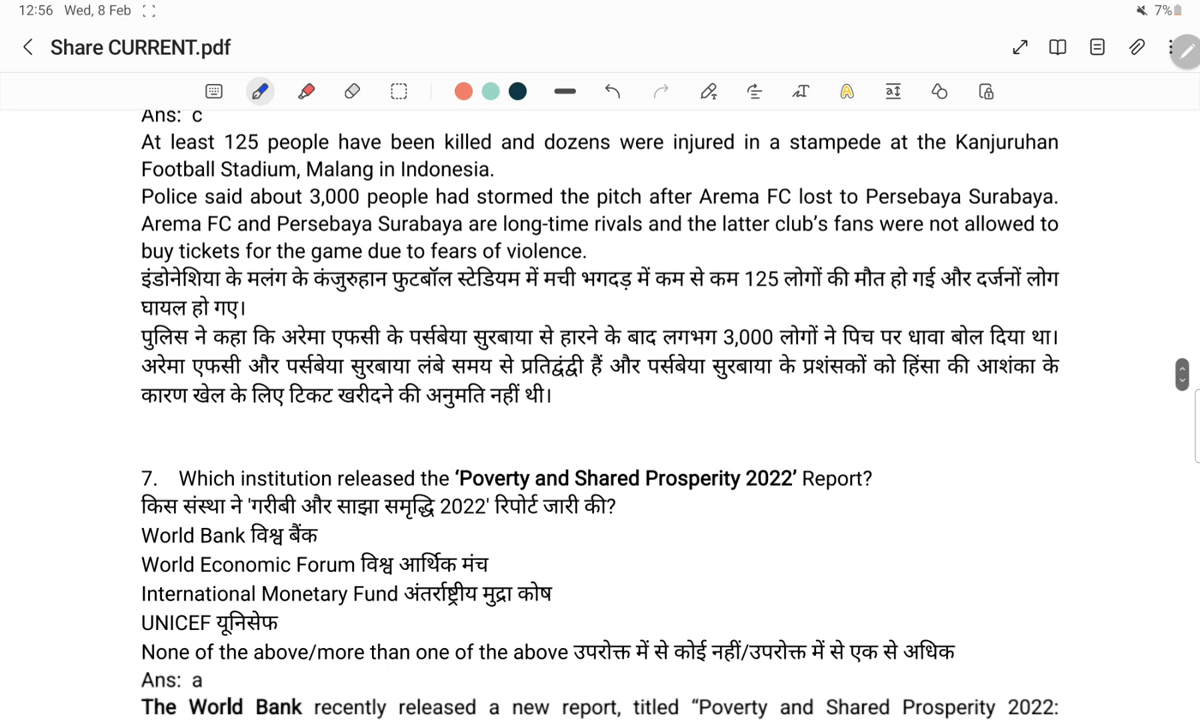 12:56 Wed, 8 Feb
7%
Share CURRENT.pdf
Ans: c
At least 125 people have been killed and dozens were injured in a stampede at the Kanjuruhan
Football Stadium, Malang in Indonesia.
Police said about 3,000 people had stormed the pitch after Arema FC lost to Persebaya Surabaya.
Arema FC and Persebaya Surabaya are long-time rivals and the latter club's fans were not allowed to
buy tickets for the game due to fears of violence.
इंडोनेशिया के मलंग के कंजुरुहान फुटबॉल स्टेडियम में मची भगदड़ में कम से कम 125 लोगों की मौत हो गई और दर्जनों लोग
घायल हो गए।
पुलिस ने कहा कि अरेमा एफसी के पर्सबेया सुरबाया से हारने के बाद लगभग 3,000 लोगों ने पिच पर धावा बोल दिया था।
अरेमा एफसी और पर्सबेया सुरबाया लंबे समय से प्रतिद्वंद्वी हैं और पर्सबेया सुरबाया के प्रशंसकों को हिंसा की आशंका के
कारण खेल के लिए टिकट खरीदने की अनुमति नहीं थी।
7. Which institution released the ‘Poverty and Shared Prosperity 2022’ Report?
किस संस्था ने 'गरीबी और साझा समृद्धि 2022' रिपोर्ट जारी की?
World Bank विश्व बैंक
World Economic Forum विश्व आर्थिक मंच
International Monetary Fund अंतर्राष्ट्रीय मुद्रा कोष
UNICEF यूनिसेफ
None of the above/more than one of the above उपरोक्त में से कोई नहीं/उपरोक्त में से एक से अधिक
Ans: a
The World Bank recently released a new report, titled “Poverty and Shared Prosperity 2022: